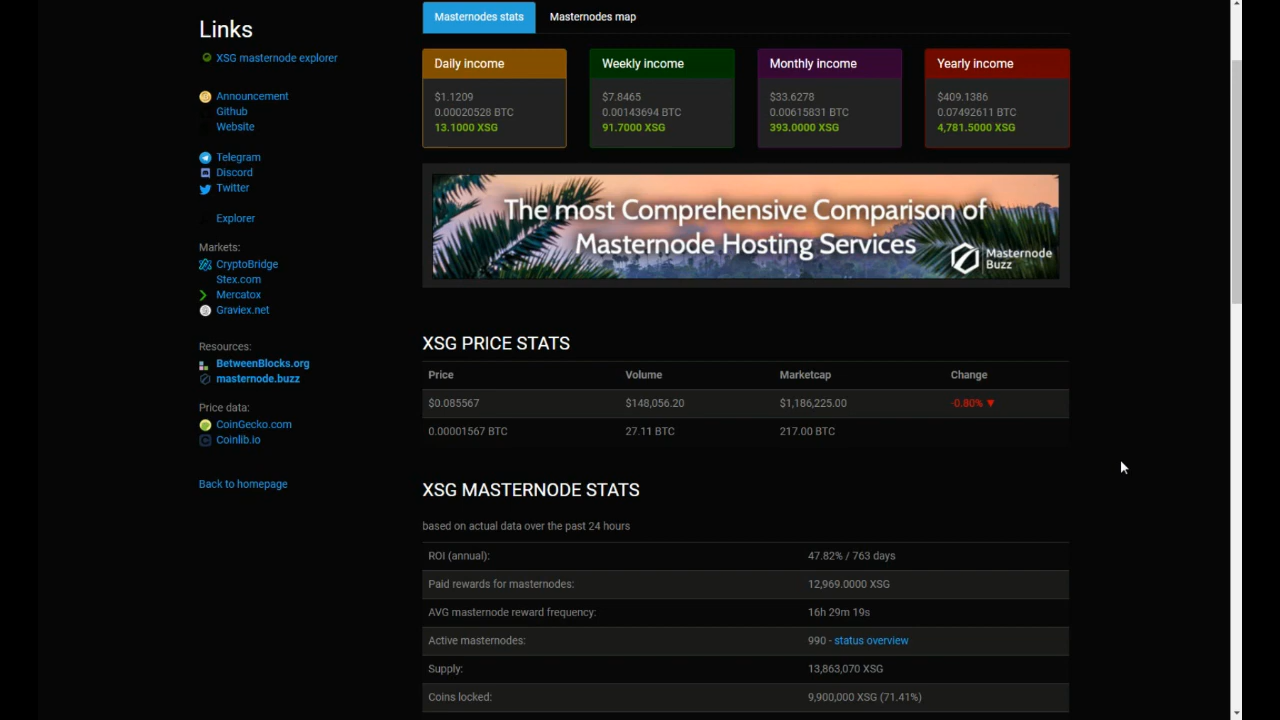 Links
XSG masternode explorer
Announcement
Github
Website
Telegram
Discord
Twitter
Explorer
Markets:
CryptoBridge
Stex.com
Mercatox
Graviex.net
Resources:
BetweenBlocks.org
masternode.buzz
Price data:
CoinGecko.com
Coinlib.io
Back to homepage
Masternodes stats Masternodes map
Daily income Weekly income Monthly income Yearly income
$1.1209 $7.8465 $33.6278 $409.1386
0.00020528 BTC 0.00143694 BTC 0.00615831 BTC 0.07492611 BTC
13.1000 XSG 91.7000 XSG 393.0000 XSG 4,781.5000 XSG
The most Comprehensive Comparison of
Masternode Hosting Services
Masternode
Buzz
XSG PRICE STATS
Price Volume Marketcap Change
$0.085567 $148,056.20 $1,186,225.00 -0.80% ▼
0.00001567 BTC 27.11 BTC 217.00 BTC
XSG MASTERNODE STATS
based on actual data over the past 24 hours
ROI (annual): 47.82% / 763 days
Paid rewards for masternodes: 12,969.0000 XSG
AVG masternode reward frequency: 16h 29m 19s
Active masternodes: 990 - status overview
Supply: 13,863,070 XSG
Coins locked: 9,900,000 XSG (71.41%)